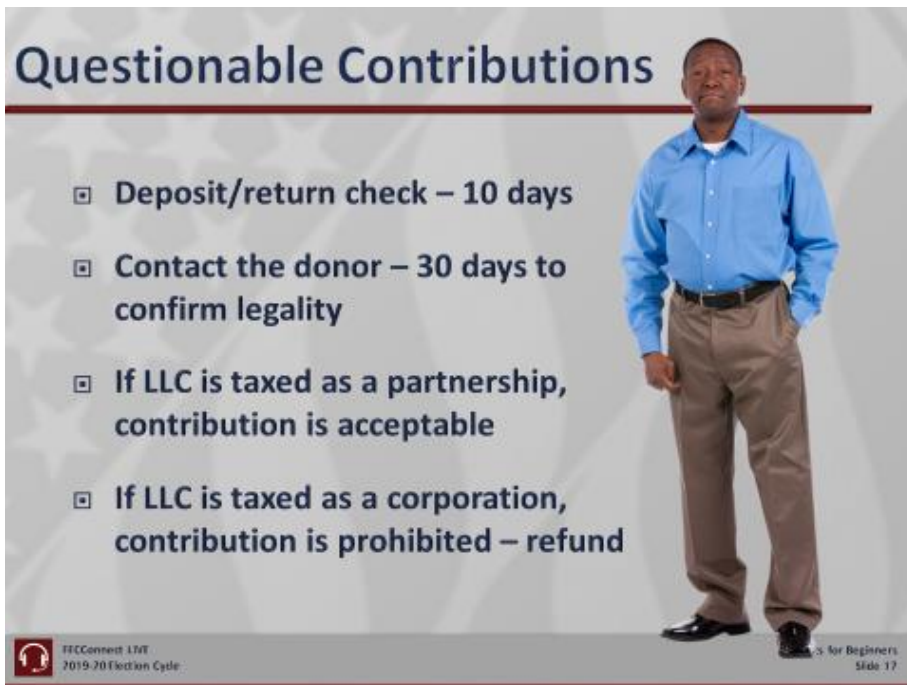 Questionable Contributions
Deposit/return check – 10 days
Contact the donor – 30 days to
confirm legality
If LLC is taxed as a partnership,
contribution is acceptable
If LLC is taxed as a corporation,
contribution is prohibited – refund
FECConnect LIVE
2019-20 Election Cycle
for Beginners
Slide 17